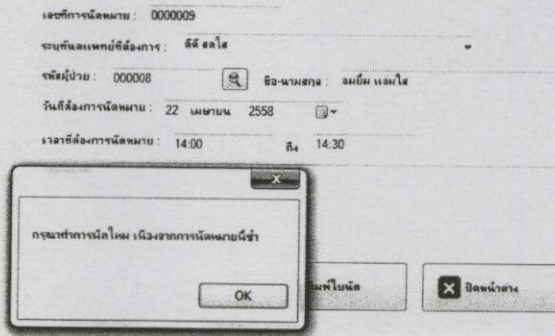 เลขที่การนัดหมาย : 0000009
ระบุทันตแพทย์ที่ต้องการ : ดีดี สดใส
รหัสผู้ป่วย : 000008 ชื่อ-นามสกุล : อมยิ้ม แจ่มใส
วันที่ต้องการนัดหมาย : 22 เมษายน 2558
เวลาที่ต้องการนัดหมาย : 14:00 ถึง 14:30
กรุณาทำการนัดใหม่ เนื่องจากการนัดหมายนี้ซ้ำ
OK
พิมพ์ใบนัด
ปิดหน้าต่าง